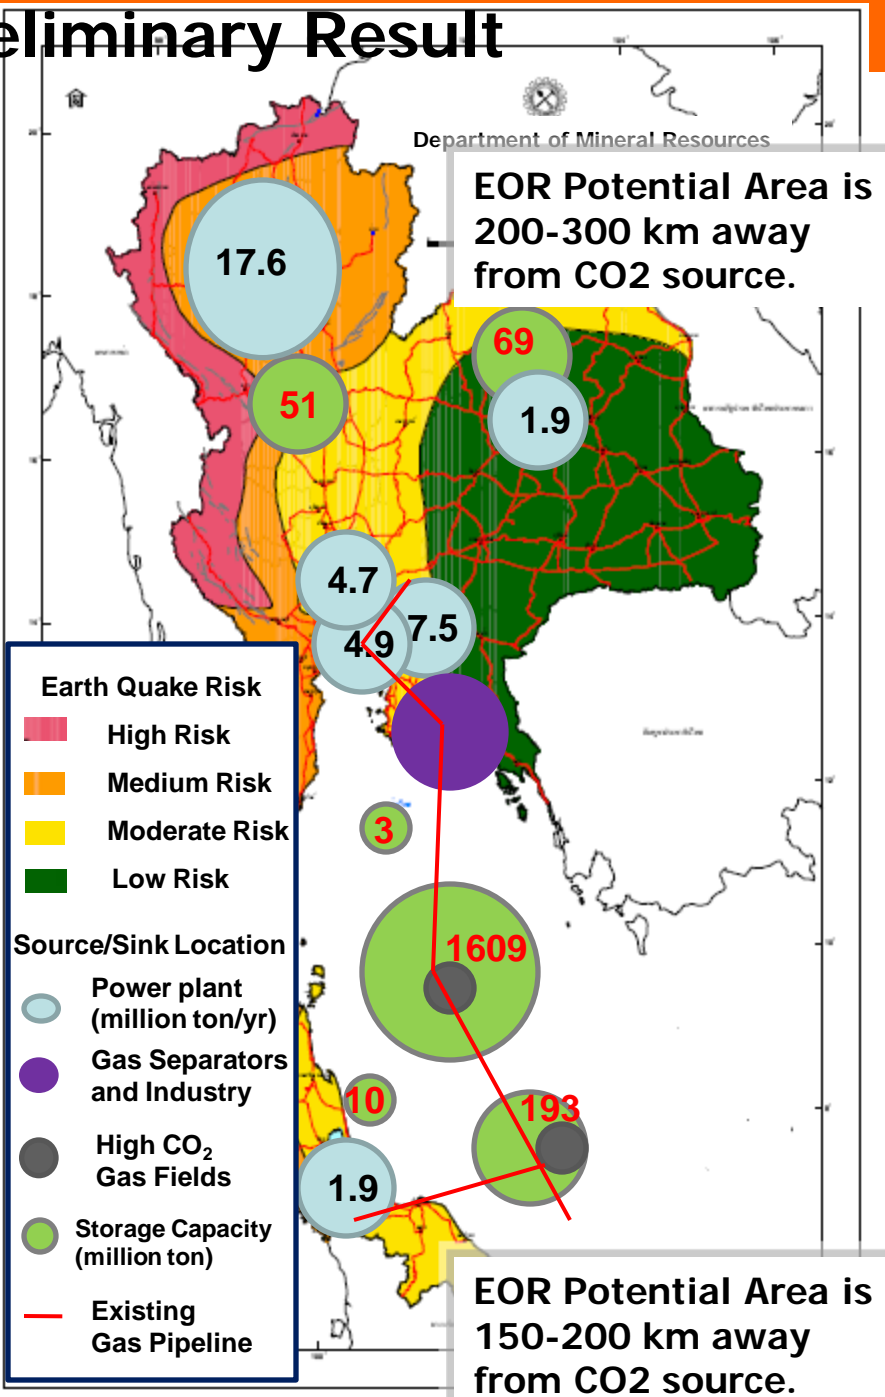 eliminary Result
Department of Mineral Resources
EOR Potential Area is
200-300 km away
from CO2 source.
17.6
69
51
1.9
4.7
7.5
4.9
3
1609
10
193
1.9
Earth Quake Risk
High Risk
Medium Risk
Moderate Risk
Low Risk
Source/Sink Location
Power plant
(million ton/yr)
Gas Separators
and Industry
High CO₂
Gas Fields
Storage Capacity
(million ton)
Existing
Gas Pipeline
EOR Potential Area is
150-200 km away
from CO2 source.